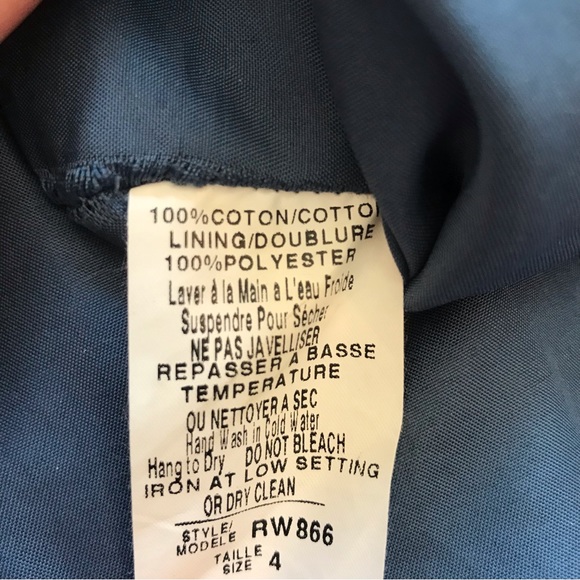 100%COTON/COTTO
LINING/DOUBLURE
100%POLYESTER
Laver à la Main a L'eau Froide
Suspendre Pour Sécher
NE PAS JAVELLISER
REPASSER A BASSE
TEMPERATURE
OU NETTOYER A SEC
Hand Wash in Cold Water
Hang to Dry DO NOT BLEACH
IRON AT LOW SETTING
OR DRY CLEAN
STYLE/
MODELE RW866
TAILLE
SIZE 4